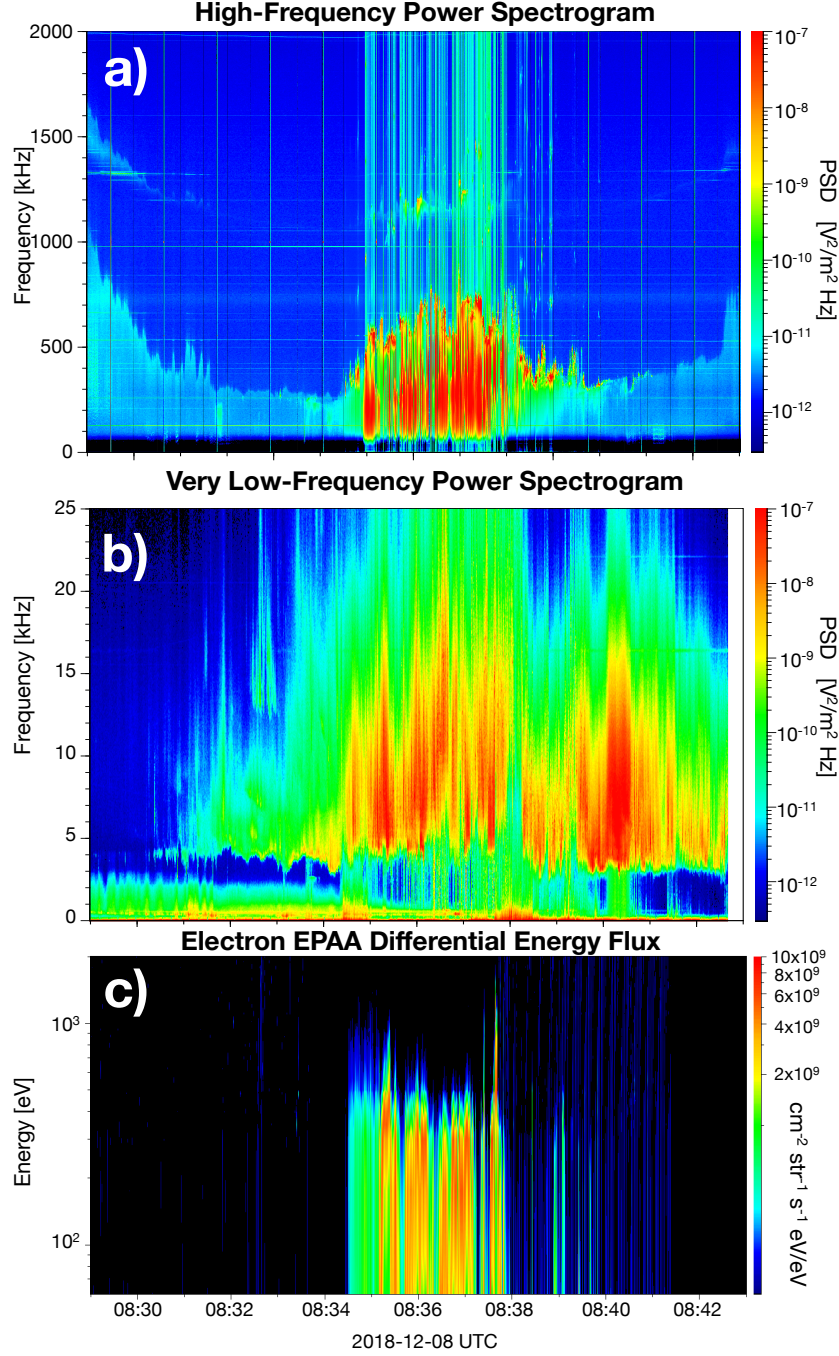 High-Frequency Power Spectrogram
a)
2000
1500
1000
500
0
Frequency [kHz]
10-7
10-8
10-9
10-10
10-11
10-12
PSD [V2/m2 Hz]
Very Low-Frequency Power Spectrogram
b)
25
20
15
10
5
0
Frequency [kHz]
10-7
10-8
10-9
10-10
10-11
10-12
PSD [V2/m2 Hz]
Electron EPAA Differential Energy Flux
c)
103
102
Energy [eV]
10x109
8x109
6x109
4x109
2x109
cm-2 str-1 s-1 eV/eV
08:30 08:32 08:34 08:36 08:38 08:40 08:42
2018-12-08 UTC